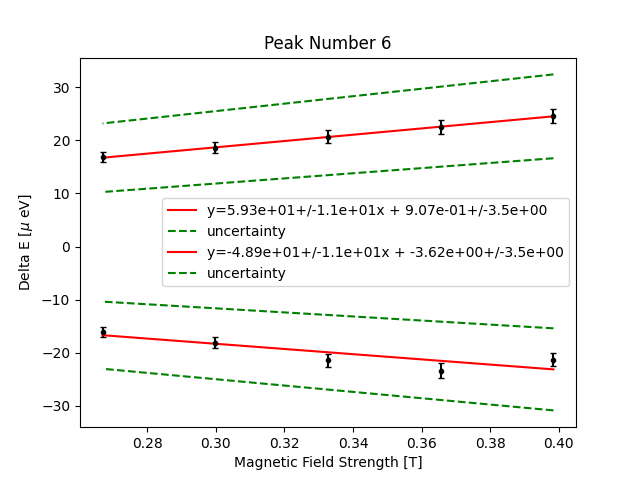 Peak Number 6
Delta E [μ eV]
30
20
10
0
−10
−20
−30
y=5.93e+01+/-1.1e+01x + 9.07e-01+/-3.5e+00
uncertainty
y=-4.89e+01+/-1.1e+01x + -3.62e+00+/-3.5e+00
uncertainty
0.28 0.30 0.32 0.34 0.36 0.38 0.40
Magnetic Field Strength [T]